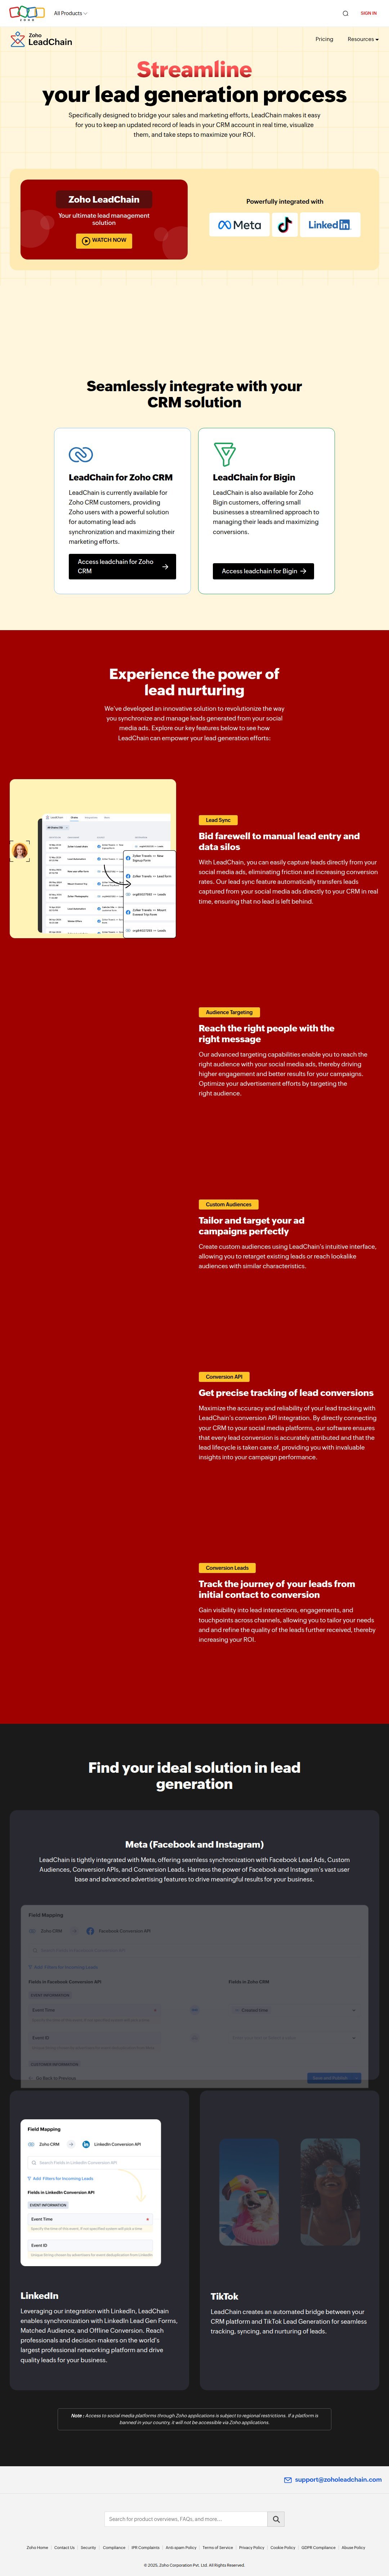 ZOHO
All Products
SIGN IN
Zoho
LeadChain
Pricing
Resources
Streamline
your lead generation process
Specifically designed to bridge your sales and marketing efforts, LeadChain makes it easy
for you to keep an updated record of leads in your CRM account in real time, visualize
them, and take steps to maximize your ROI.
Zoho LeadChain
Your ultimate lead management
solution
WATCH NOW
Powerfully integrated with
Meta
Linked in
Seamlessly integrate with your
CRM solution
LeadChain for Zoho CRM
LeadChain is currently available for
Zoho CRM customers, providing
Zoho users with a powerful solution
for automating lead ads
synchronization and maximizing their
marketing efforts.
Access leadchain for Zoho
CRM
LeadChain for Bigin
LeadChain is also available for Zoho
Bigin customers, offering small
businesses a streamlined approach to
managing their leads and maximizing
conversions.
Access leadchain for Bigin
Experience the power of
lead nurturing
We've developed an innovative solution to revolutionize the way
you synchronize and manage leads generated from your social
media ads. Explore our key features below to see how
LeadChain can empower your lead generation efforts:
Lead Sync
Bid farewell to manual lead entry and
data silos
With LeadChain, you can easily capture leads directly from your
social media ads, eliminating friction and increase conversion
rates. Our lead sync feature automatically transfers leads
captured from your social media ads directly to your CRM in real
time, ensuring that no lead is left behind.
Audience Targeting
Reach the right people with the
right message
Our advanced targeting capabilities enable you to reach the
right audience with your social media ads, thereby driving
higher engagement and better results for your campaigns.
Optimize your advertisement efforts by targeting the
right audience.
Custom Audiences
Tailor and target your ad
campaigns perfectly
Create custom audiences using LeadChain's intuitive interface,
allowing you to retarget existing leads or reach lookalike
audiences with similar characteristics.
Conversion API
Get precise tracking of lead conversions
Maximize the accuracy and reliability of your lead tracking with
LeadChain's conversion API integration. By directly connecting
your CRM to your social media platforms, our software ensures
that every lead conversion is accurately attributed and that the
lead lifecycle is taken care of, providing you with invaluable
insights into your campaign performance.
Conversion Leads
Track the journey of your leads from
initial contact to conversion
Gain visibility into lead interactions, engagements, and
touchpoints across channels, allowing you to tailor your needs
and and refine the quality of the leads further received, thereby
increasing your ROI.
Find your ideal solution in lead
generation
Meta (Facebook and Instagram)
LeadChain is tightly integrated with Meta, offering seamless synchronization with Facebook Lead Ads, Custom
Audiences, Conversion APIs, and Conversion Leads. Harness the power of Facebook and Instagram's vast user
base and advanced advertising features to drive meaningful results for your business.
Field Mapping
Zoho CRM
Facebook Conversion API
Fields in Facebook Conversion API
Fields in Zoho CRM
EVENT INFORMATION
Event Time
Event ID
Field Mapping
Zoho CRM
LinkedIn Conversion API
Search Fields in LinkedIn Conversion API
Add Filters for Incoming Leads
Fields in LinkedIn Conversion API
EVENT INFORMATION
Event Time
Event ID
LinkedIn
Leveraging our integration with LinkedIn, LeadChain
enables synchronization with LinkedIn Lead Gen Forms,
Matched Audience, and Offline Conversion. Reach
professionals and decision-makers on the world's
largest professional networking platform and drive
quality leads for your business.
TikTok
LeadChain creates an automated bridge between your
CRM platform and TikTok Lead Generation for seamless
tracking, syncing, and nurturing of leads.
Note : Access to social media platforms through Zoho applications is subject to regional restrictions. If a platform is
banned in your country, it will not be accessible via Zoho applications.
support@zoholeadchain.com
Search for product overviews, FAQs, and more...
Zoho Home
Contact Us
Security
Compliance
IPR Complaints
Anti-spam Policy
Terms of Service
Privacy Policy
Cookie Policy
GDPR Compliance
Abuse Policy
© 2025, Zoho Corporation Pvt. Ltd. All Rights Reserved.